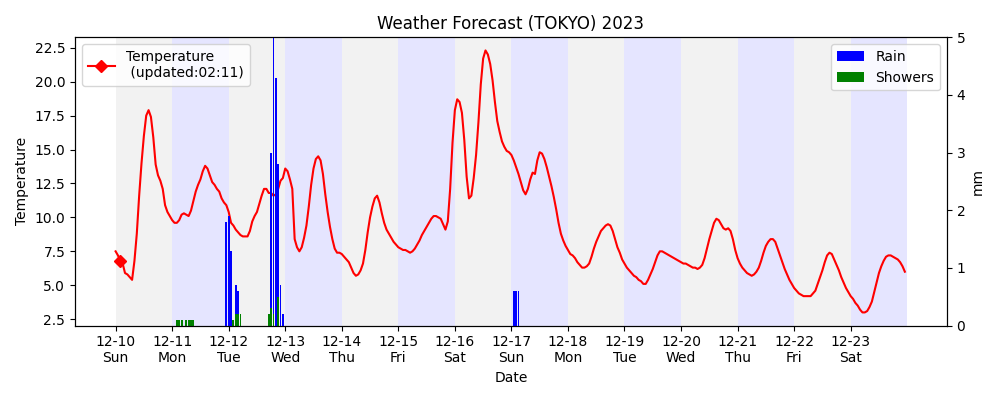 Weather Forecast (TOKYO) 2023
Temperature
(updated:02:11)
Rain
Showers
Temperature
22.5
20.0
17.5
15.0
12.5
10.0
7.5
5.0
2.5
5
4
3
2
1
0
mm
12-10 12-11 12-12 12-13 12-14 12-15 12-16 12-17 12-18 12-19 12-20 12-21 12-22 12-23
Sun Mon Tue Wed Thu Fri Sat Sun Mon Tue Wed Thu Fri Sat
Date